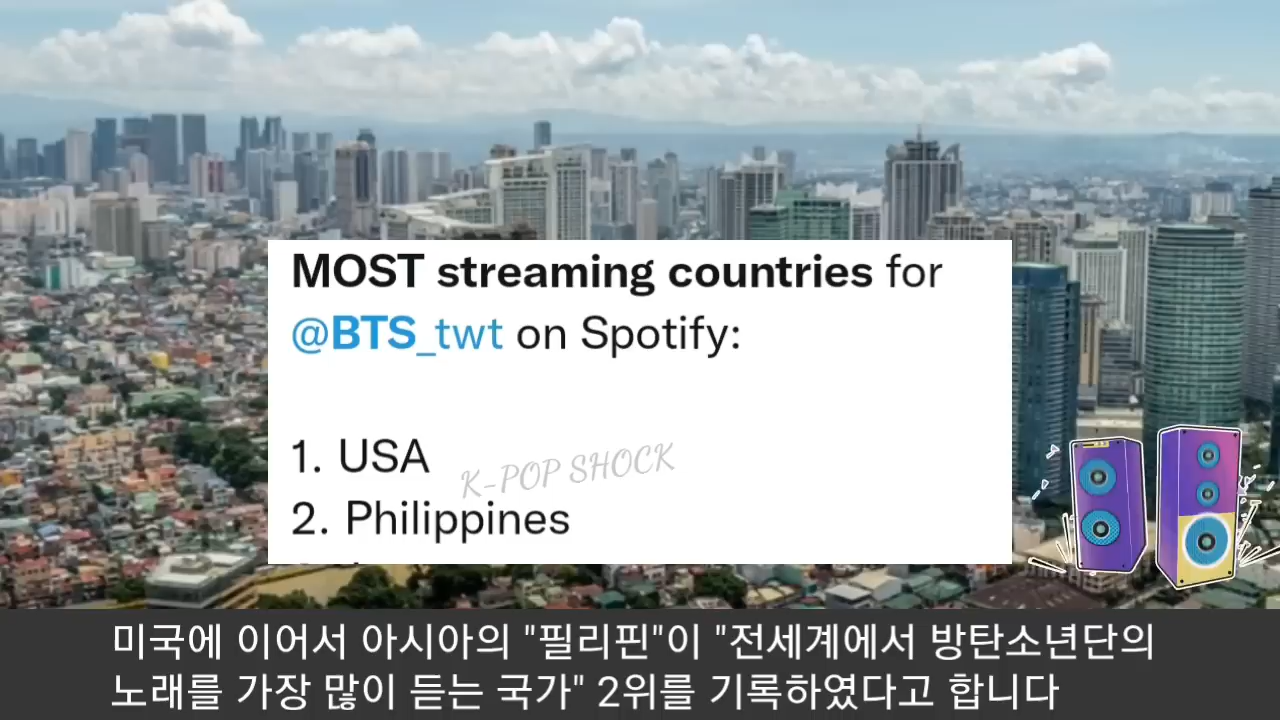 MOST streaming countries for
@BTS_twt on Spotify:
1. USA
K-POP SHOCK
2. Philippines
미국에 이어서 아시아의 "필리핀"이 "전세계에서 방탄소년단의
노래를 가장 많이 듣는 국가" 2위를 기록하였다고 합니다